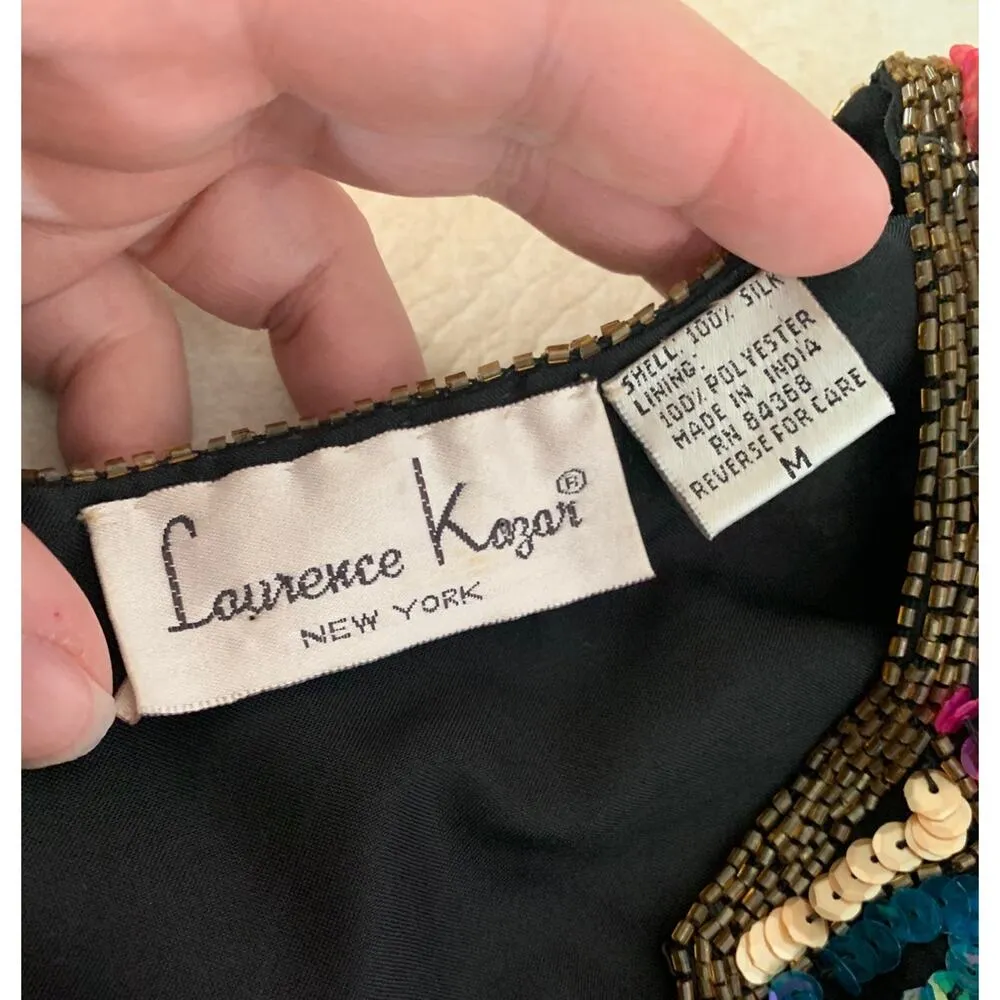 Laurence Kazar®
NEW YORK
SHELL: 100% SILK
LINING:
100% POLYESTER
MADE IN INDIA
RN 84368
REVERSE FOR CARE
M